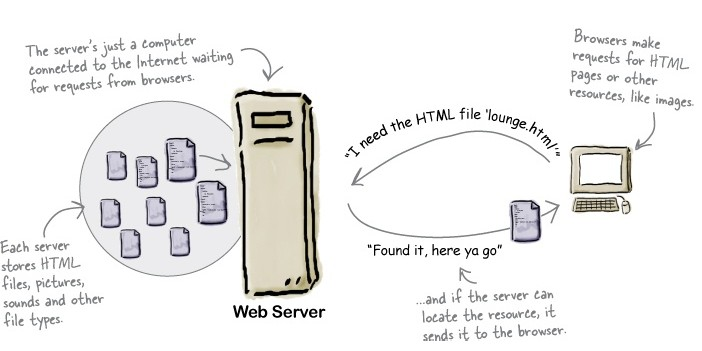 The server's just a computer
connected to the Internet waiting
for requests from browsers.
Browsers make
requests for HTML
pages or other
resources, like images.
"I need the HTML file 'lounge.html'"
Each server
stores HTML
files, pictures,
sounds and other
file types.
"Found it, here ya go"
Web Server
...and if the server can
locate the resource, it
sends it to the browser.